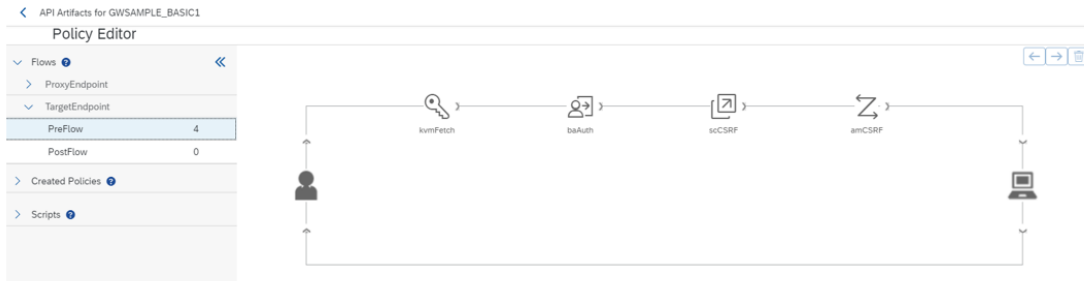 API Artifacts for GWSAMPLE_BASIC1
Policy Editor
Flows
ProxyEndpoint
TargetEndpoint
PreFlow 4
PostFlow 0
Created Policies
Scripts
kvmFetch baAuth scCSRF amCSRF